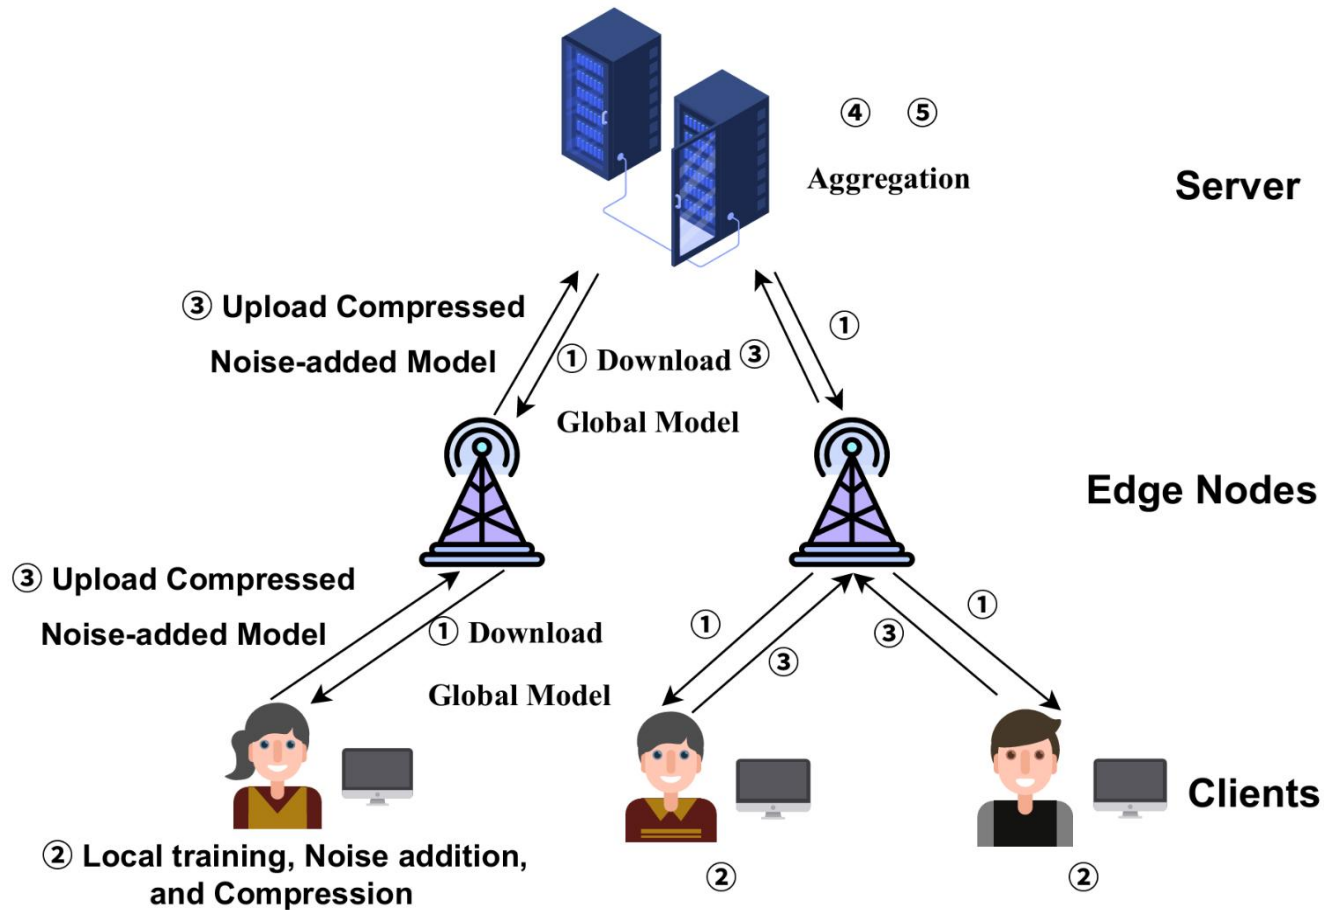 ④ ⑤
Aggregation
Server
③ Upload Compressed
Noise-added Model
① Download
Global Model
③
①
Edge Nodes
③ Upload Compressed
Noise-added Model
① Download
Global Model
①
③
③
①
Clients
② Local training, Noise addition,
and Compression
②
②